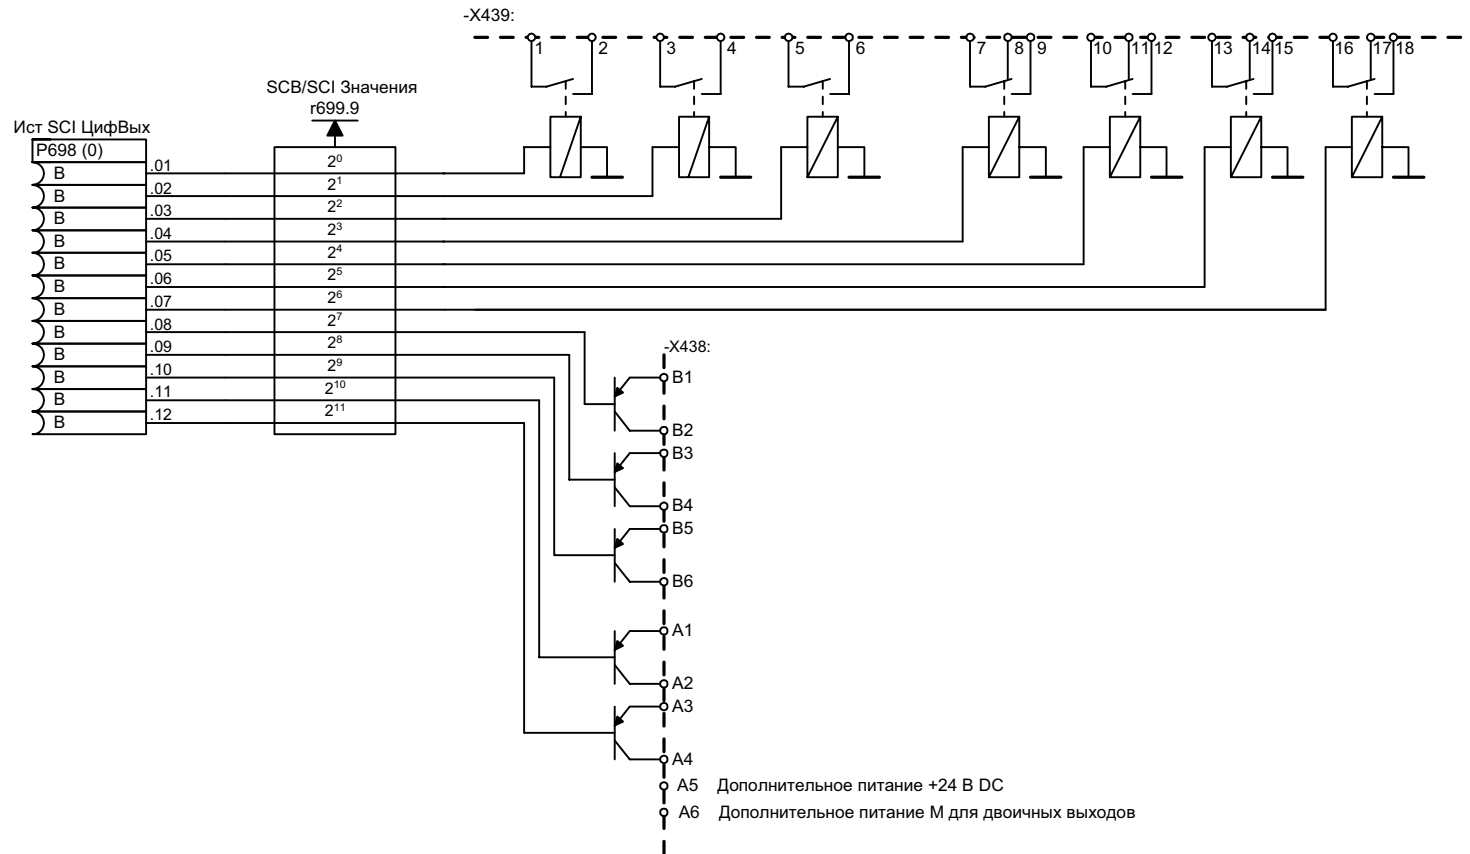 -X439:
1 2 3 4 5 6 7 8 9 10 11 12 13 14 15 16 17 18
SCB/SCI Значения
r699.9
Ист SCI ЦифВых
P698 (0)
B .01 2⁰
B .02 2¹
B .03 2²
B .04 2³
B .05 2⁴
B .06 2⁵
B .07 2⁶
B .08 2⁷
B .09 2⁸
B .10 2⁹
B .11 2¹⁰
B .12 2¹¹
-X438:
B1
B2
B3
B4
B5
B6
A1
A2
A3
A4
A5 Дополнительное питание +24 В DC
A6 Дополнительное питание М для двоичных выходов